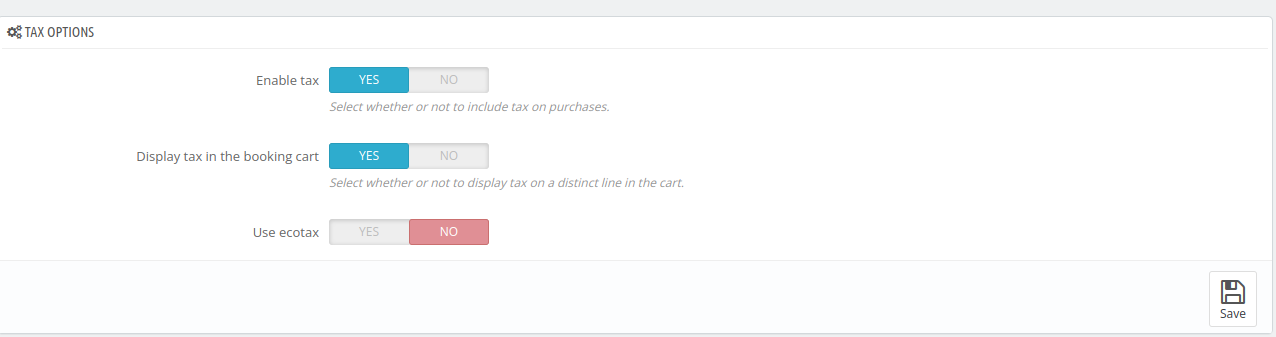 TAX OPTIONS
Enable tax YES NO
Select whether or not to include tax on purchases.
Display tax in the booking cart YES NO
Select whether or not to display tax on a distinct line in the cart.
Use ecotax YES NO
Save